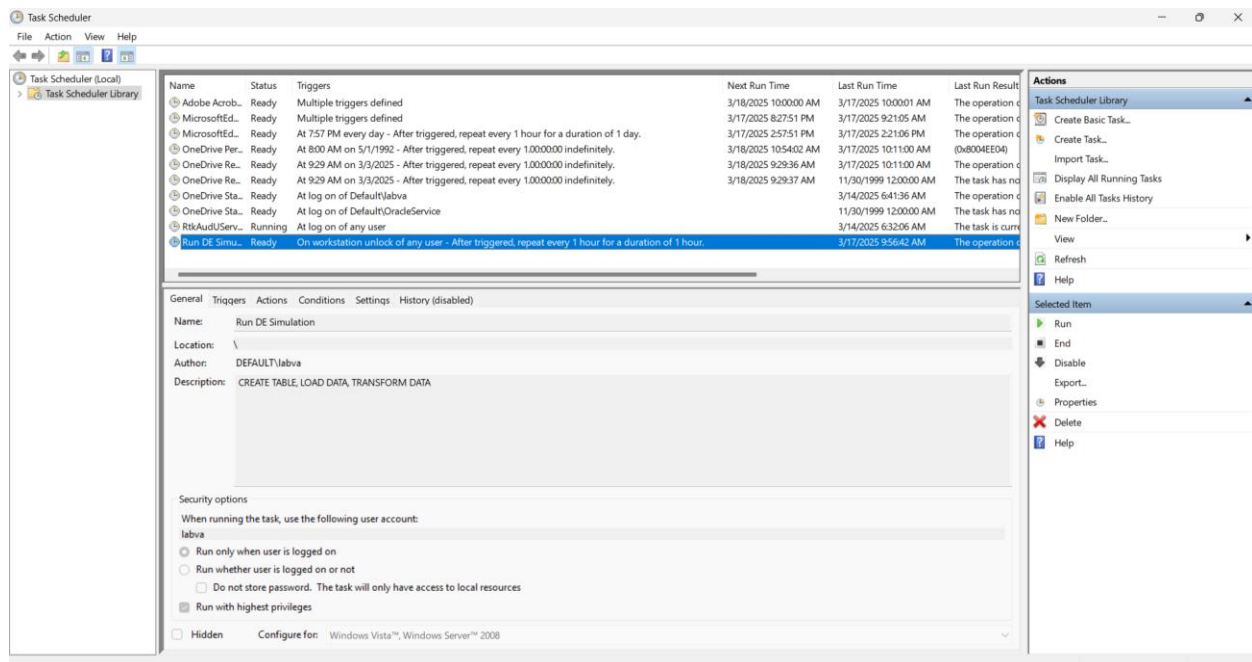 Task Scheduler
File Action View Help
Task Scheduler (Local)
Task Scheduler Library
Name Status Triggers Next Run Time Last Run Time Last Run Result
Adobe Acrob... Ready Multiple triggers defined 3/18/2025 10:00:00 AM 3/17/2025 10:00:01 AM The operation c
MicrosoftEd... Ready Multiple triggers defined 3/17/2025 8:27:51 PM 3/17/2025 9:21:05 AM The operation c
MicrosoftEd... Ready At 7:57 PM every day - After triggered, repeat every 1 hour for a duration of 1 day. 3/17/2025 2:57:51 PM 3/17/2025 2:21:06 PM The operation c
OneDrive Per... Ready At 8:00 AM on 5/1/1992 - After triggered, repeat every 1.00:00:00 indefinitely. 3/18/2025 10:54:02 AM 3/17/2025 10:11:00 AM (0x8004EE04)
OneDrive Re... Ready At 9:29 AM on 3/3/2025 - After triggered, repeat every 1.00:00:00 indefinitely. 3/18/2025 9:29:36 AM 3/17/2025 10:11:00 AM The operation c
OneDrive Re... Ready At 9:29 AM on 3/3/2025 - After triggered, repeat every 1.00:00:00 indefinitely. 3/18/2025 9:29:37 AM 11/30/1999 12:00:00 AM The task has no
OneDrive Sta... Ready At log on of Default\labva 3/14/2025 6:41:36 AM The operation c
OneDrive Sta... Ready At log on of Default\OracleService 11/30/1999 12:00:00 AM The task has no
RtkAudUServ... Running At log on of any user 3/14/2025 6:32:06 AM The task is curre
Run DE Simu... Ready On workstation unlock of any user - After triggered, repeat every 1 hour for a duration of 1 hour. 3/17/2025 9:56:42 AM The operation c
General Triggers Actions Conditions Settings History (disabled)
Name: Run DE Simulation
Location: \
Author: DEFAULT\labva
Description: CREATE TABLE, LOAD DATA, TRANSFORM DATA
Security options
When running the task, use the following user account:
labva
Run only when user is logged on
Run whether user is logged on or not
Do not store password. The task will only have access to local resources
Run with highest privileges
Hidden Configure for: Windows Vista™, Windows Server™ 2008
Actions
Task Scheduler Library
Create Basic Task...
Create Task...
Import Task...
Display All Running Tasks
Enable All Tasks History
New Folder...
View
Refresh
Help
Selected Item
Run
End
Disable
Export...
Properties
Delete
Help